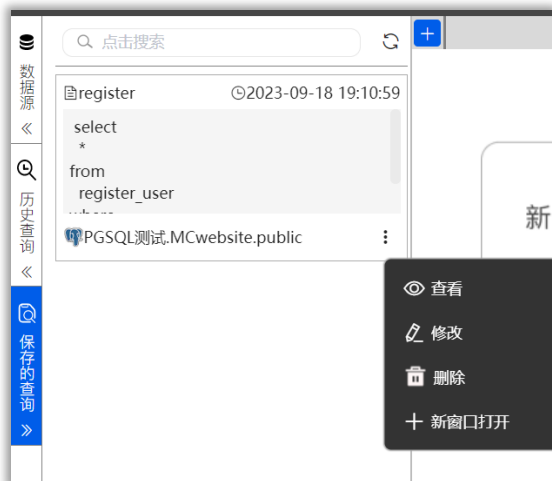 数据源
历史查询
保存的查询
点击搜索
register
2023-09-18 19:10:59
select
*
from
register_user
where
PGSQL测试.MCwebsite.public
查看
修改
删除
新窗口打开
新